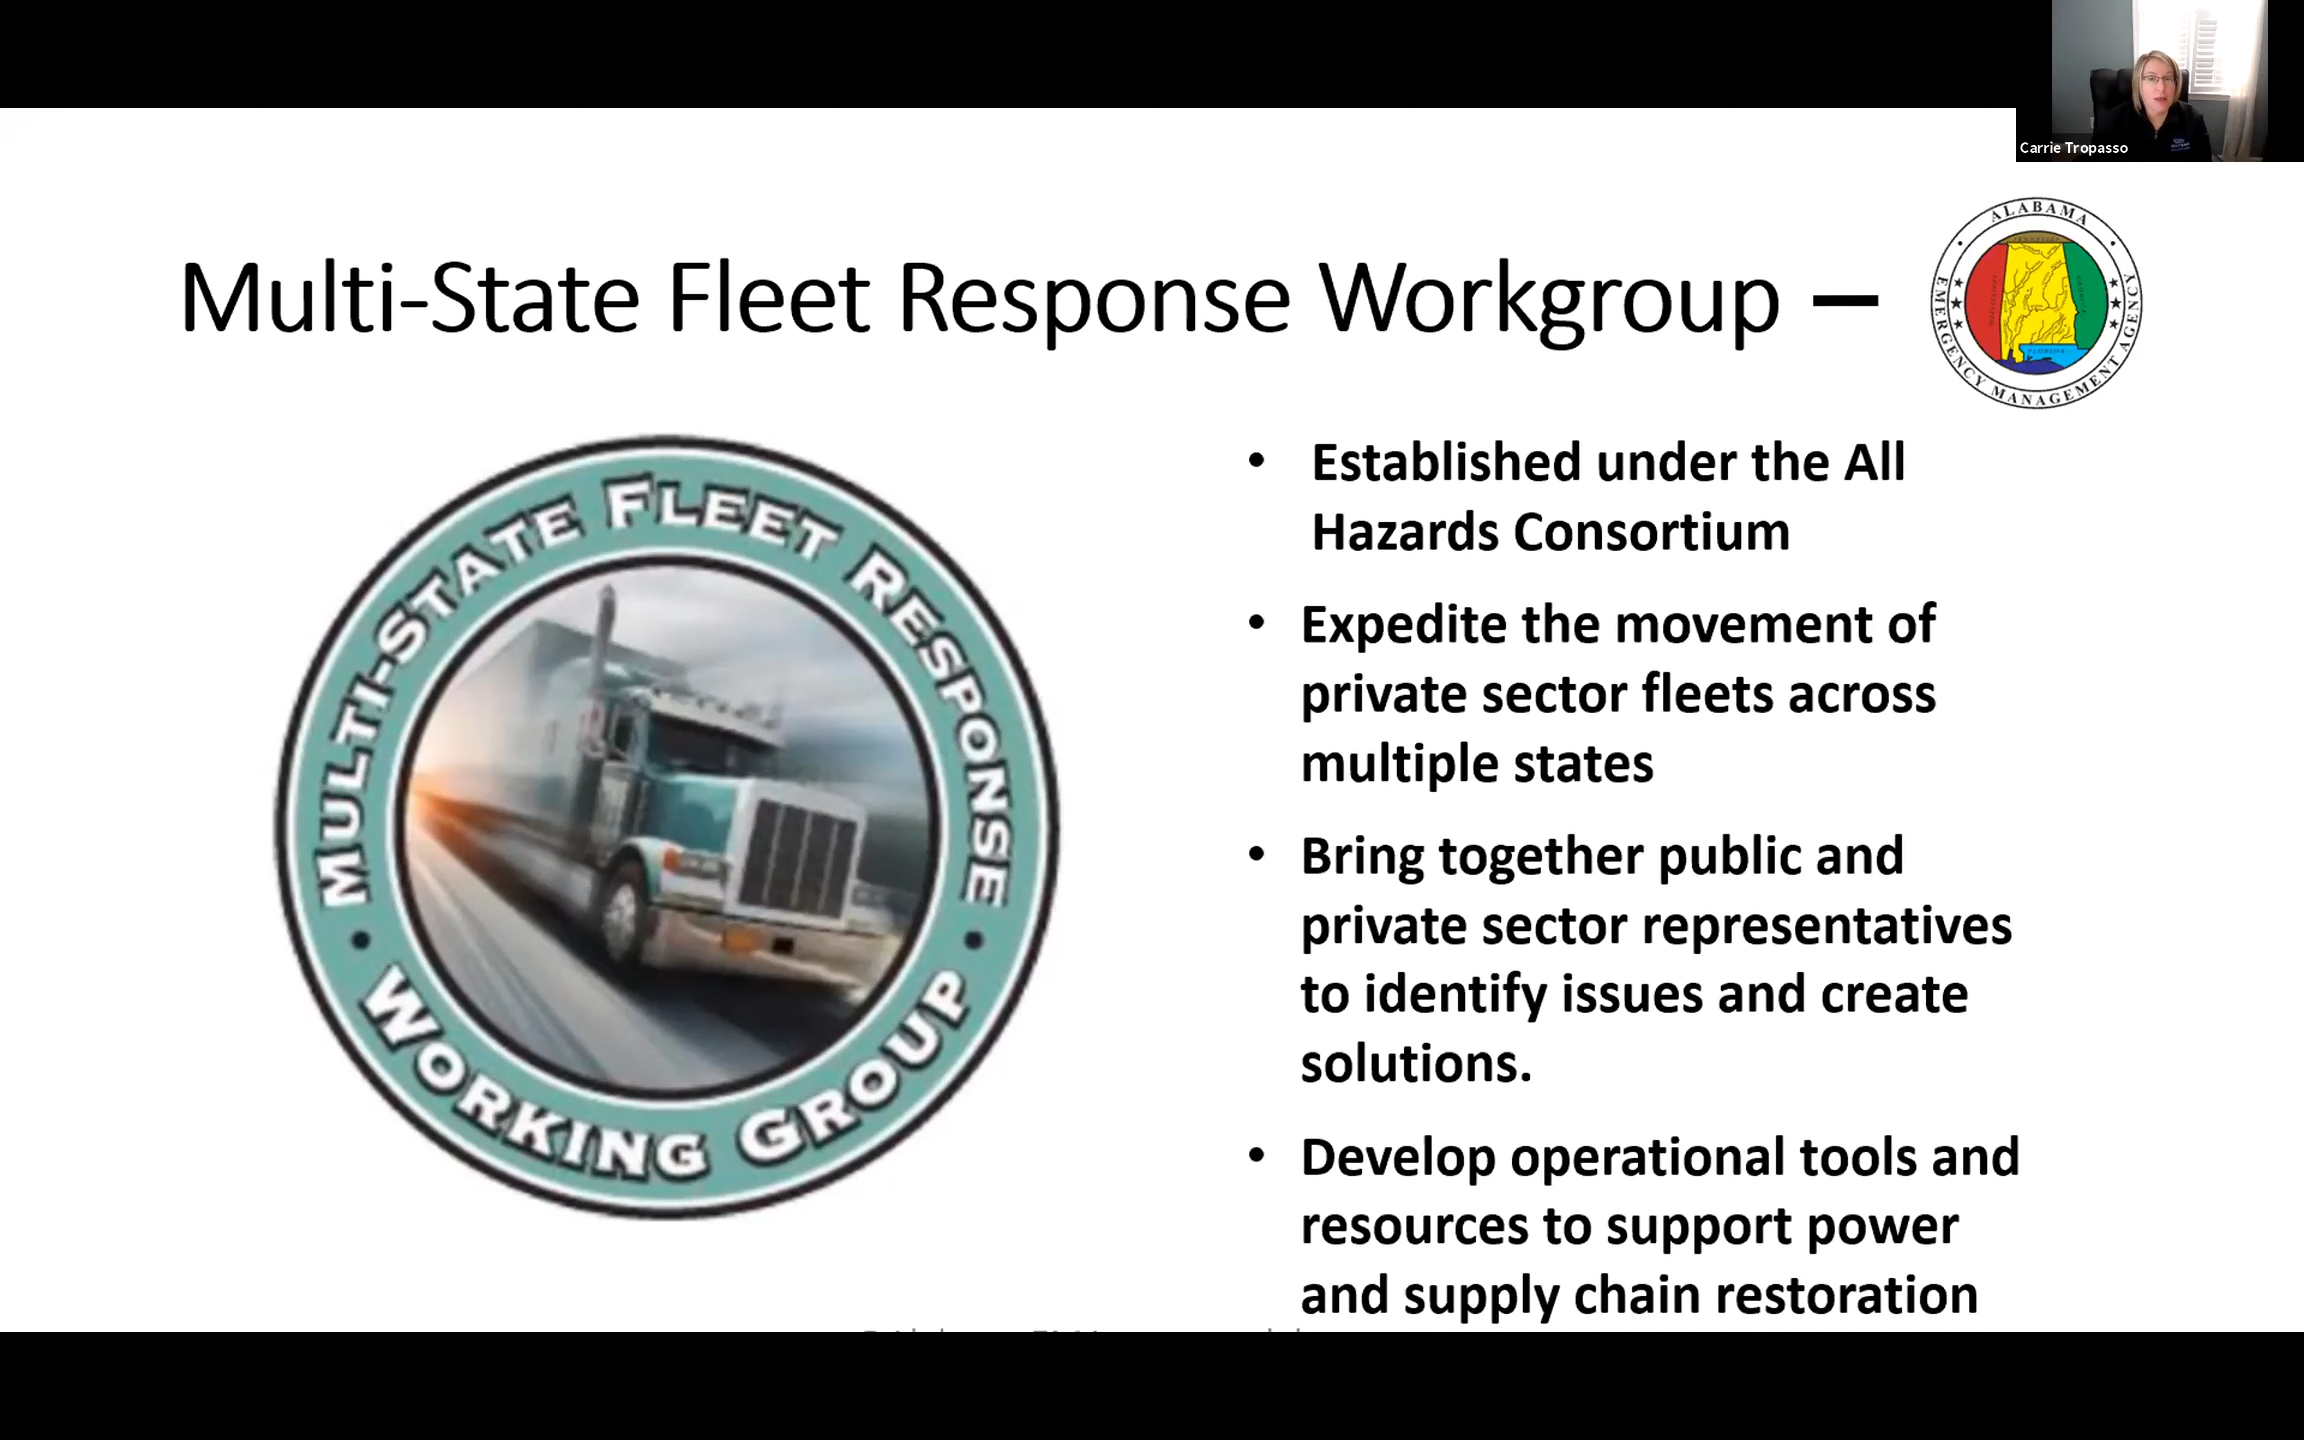 Carrie Tropasso
Multi-State Fleet Response Workgroup –
ALABAMA
EMERGENCY MANAGEMENT AGENCY
FLORIDA
MULTI-STATE FLEET RESPONSE
WORKING GROUP
• Established under the All
Hazards Consortium
• Expedite the movement of
private sector fleets across
multiple states
• Bring together public and
private sector representatives
to identify issues and create
solutions.
• Develop operational tools and
resources to support power
and supply chain restoration